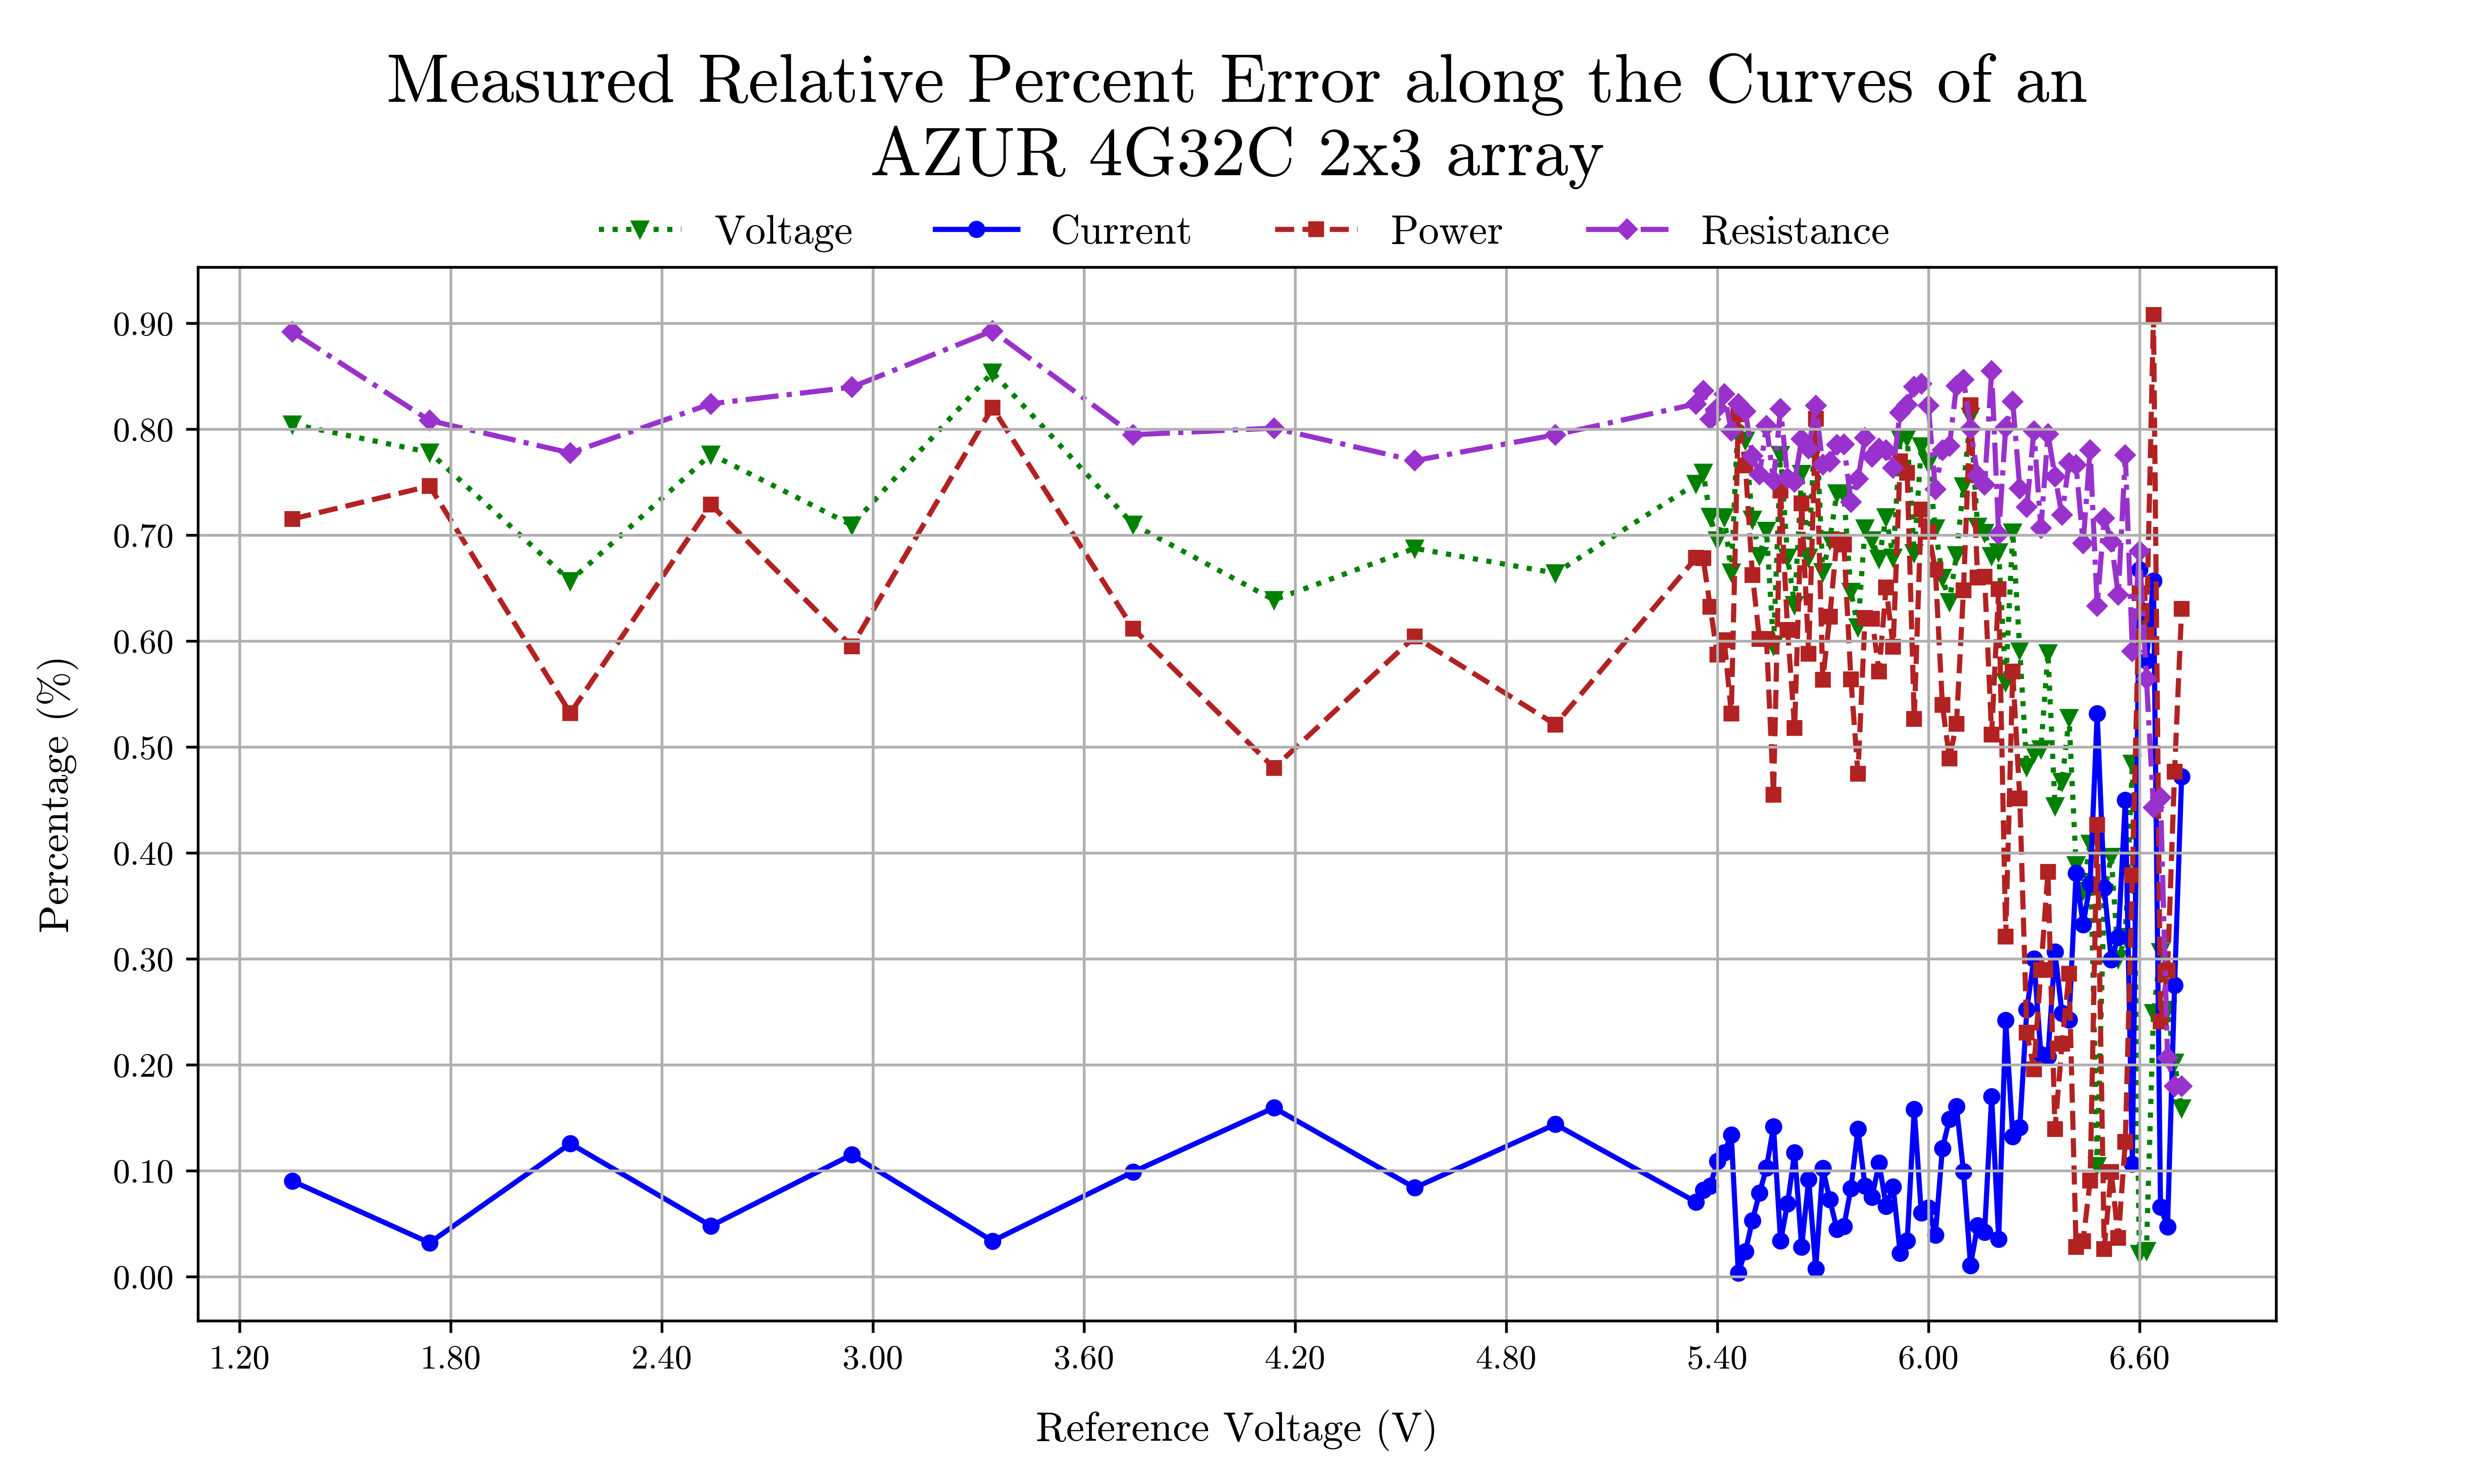 Measured Relative Percent Error along the Curves of an
AZUR 4G32C 2x3 array
Voltage Current Power Resistance
Percentage (%)
0.90
0.80
0.70
0.60
0.50
0.40
0.30
0.20
0.10
0.00
1.20 1.80 2.40 3.00 3.60 4.20 4.80 5.40 6.00 6.60
Reference Voltage (V)